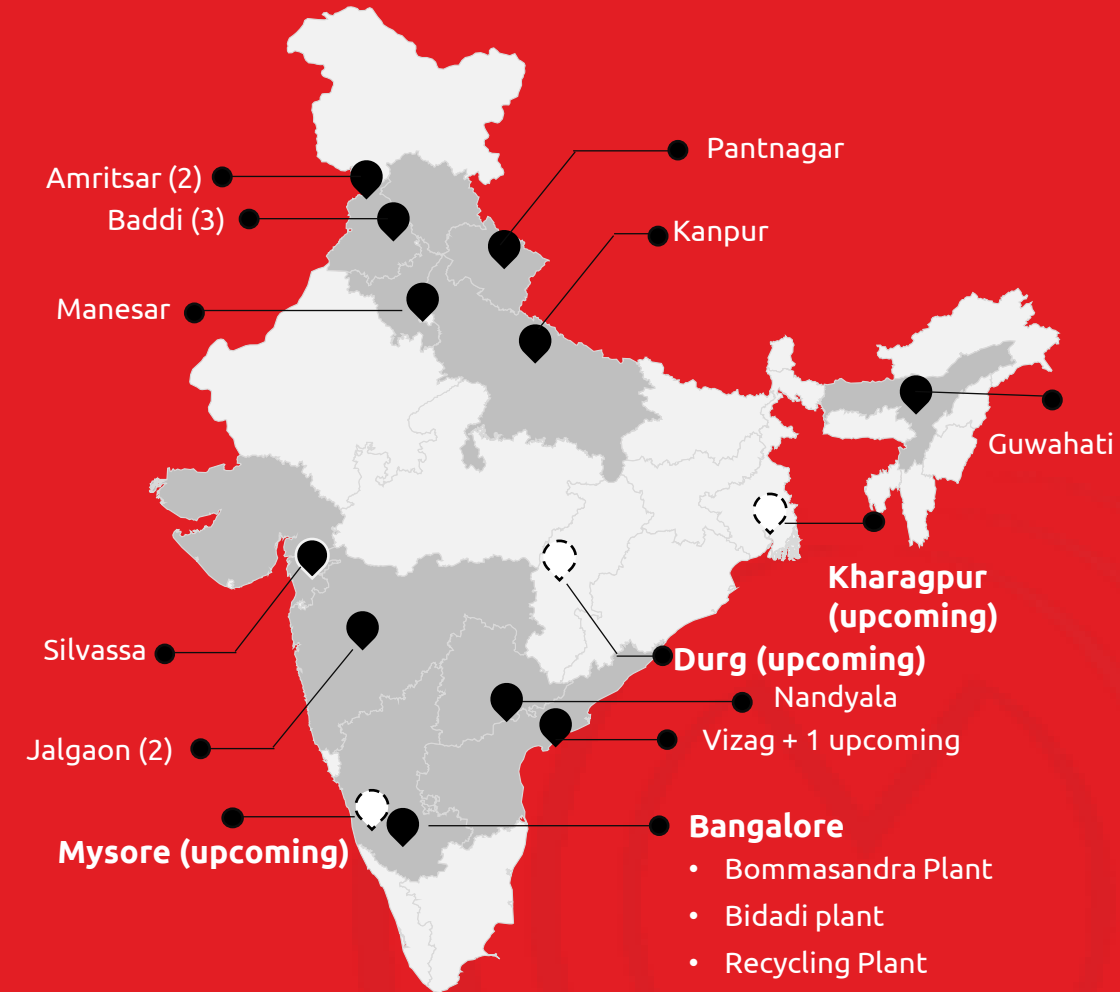 Amritsar (2)
Baddi (3)
Manesar
Pantnagar
Kanpur
Guwahati
Kharagpur
(upcoming)
Silvassa
Durg (upcoming)
Nandyala
Vizag + 1 upcoming
Jalgaon (2)
Mysore (upcoming)
Bangalore
• Bommasandra Plant
• Bidadi plant
• Recycling Plant